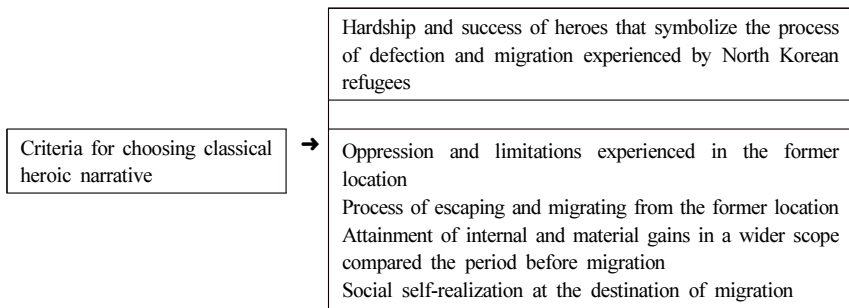 Hardship and success of heroes that symbolize the process
of defection and migration experienced by North Korean
refugees
Criteria for choosing classical
heroic narrative
➜
Oppression and limitations experienced in the former
location
Process of escaping and migrating from the former location
Attainment of internal and material gains in a wider scope
compared the period before migration
Social self-realization at the destination of migration